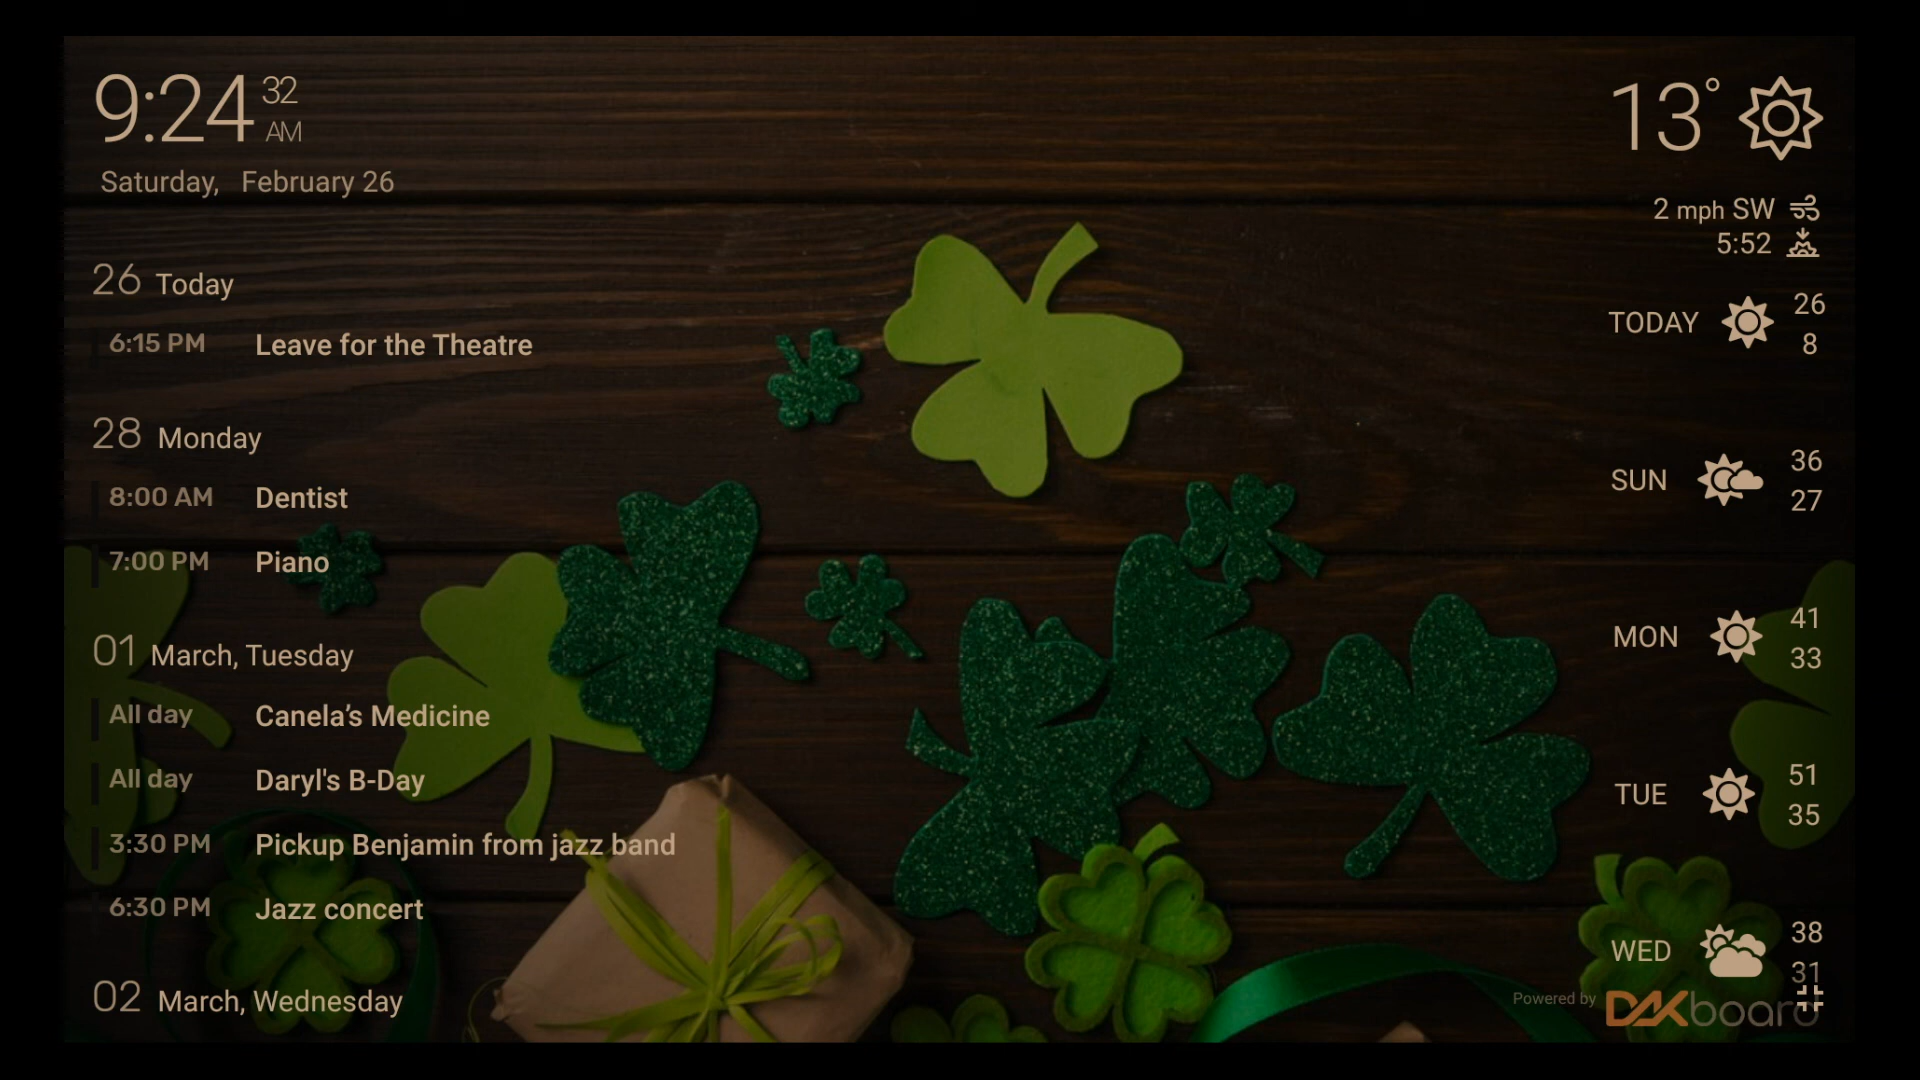 9:24 32 AM
Saturday, February 26
26 Today
6:15 PM Leave for the Theatre
28 Monday
8:00 AM Dentist
7:00 PM Piano
01 March, Tuesday
All day Canela’s Medicine
All day Daryl's B-Day
3:30 PM Pickup Benjamin from jazz band
6:30 PM Jazz concert
02 March, Wednesday
13°
2 mph SW
5:52
TODAY 26 8
SUN 36 27
MON 41 33
TUE 51 35
WED 38 31
Powered by DAKboard